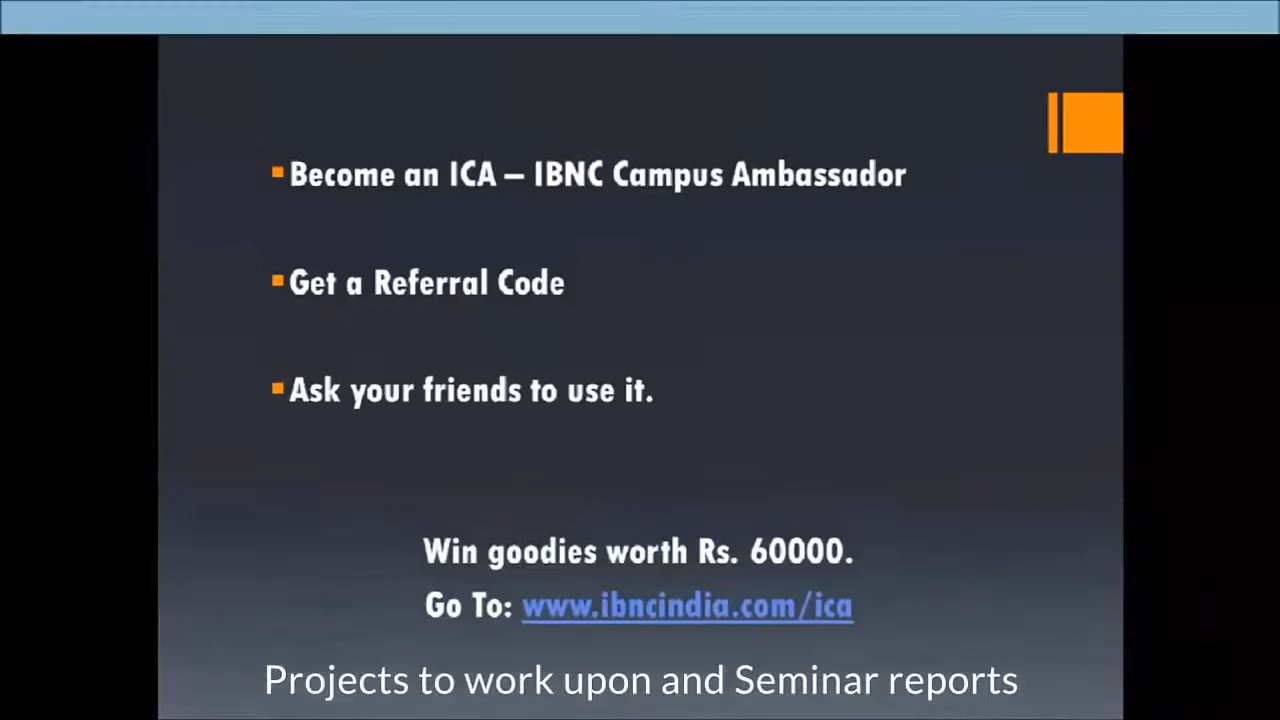 Become an ICA – IBNC Campus Ambassador
Get a Referral Code
Ask your friends to use it.
Win goodies worth Rs. 60000.
Go To: www.ibncindia.com/ica
Projects to work upon and Seminar reports